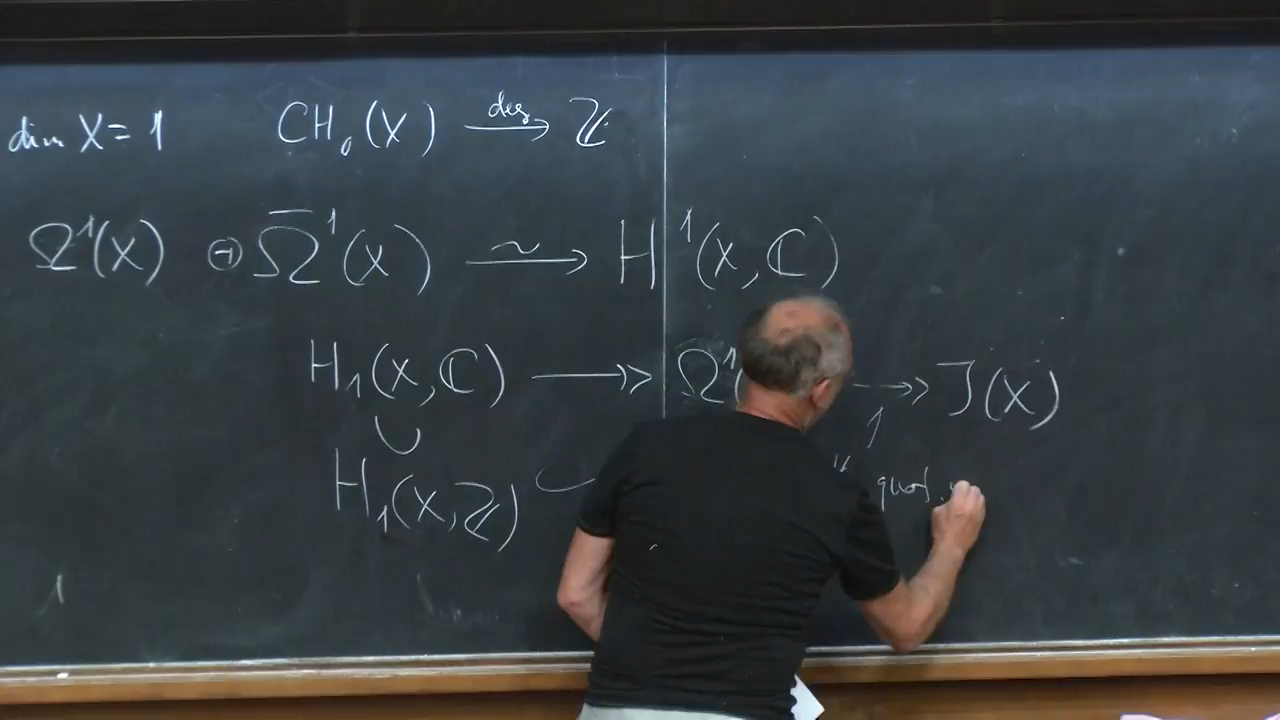 dim X = 1 CH₀(X) —deg→ ℤ
Ω¹(X) ⊕ Ω̄¹(X) —∼→ H¹(X, ℂ)
H₁(X, ℂ) ↠ Ω¹( ↠ J(X)
∪
H₁(X, ℤ) quot.